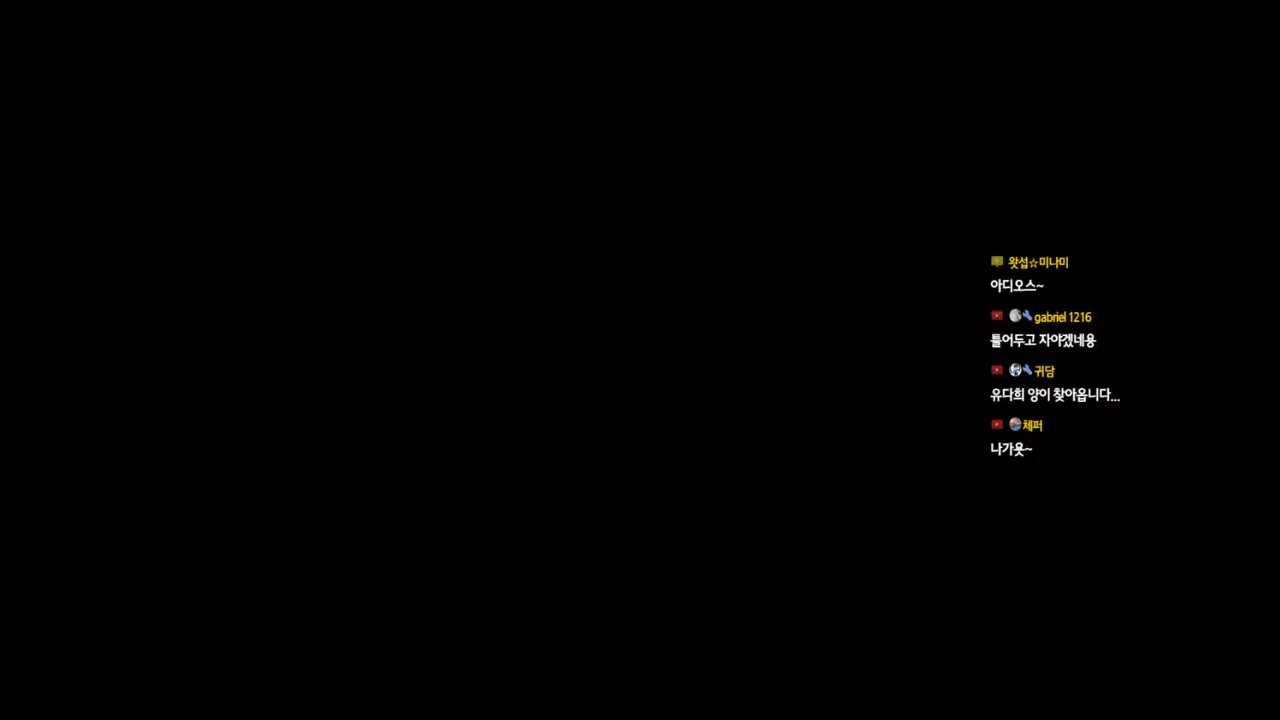 왓섭☆미나미
아디오스~
gabriel 1216
틀어두고 자야겠네용
귀담
유다희 양이 찾아옵니다...
체퍼
나가욧~